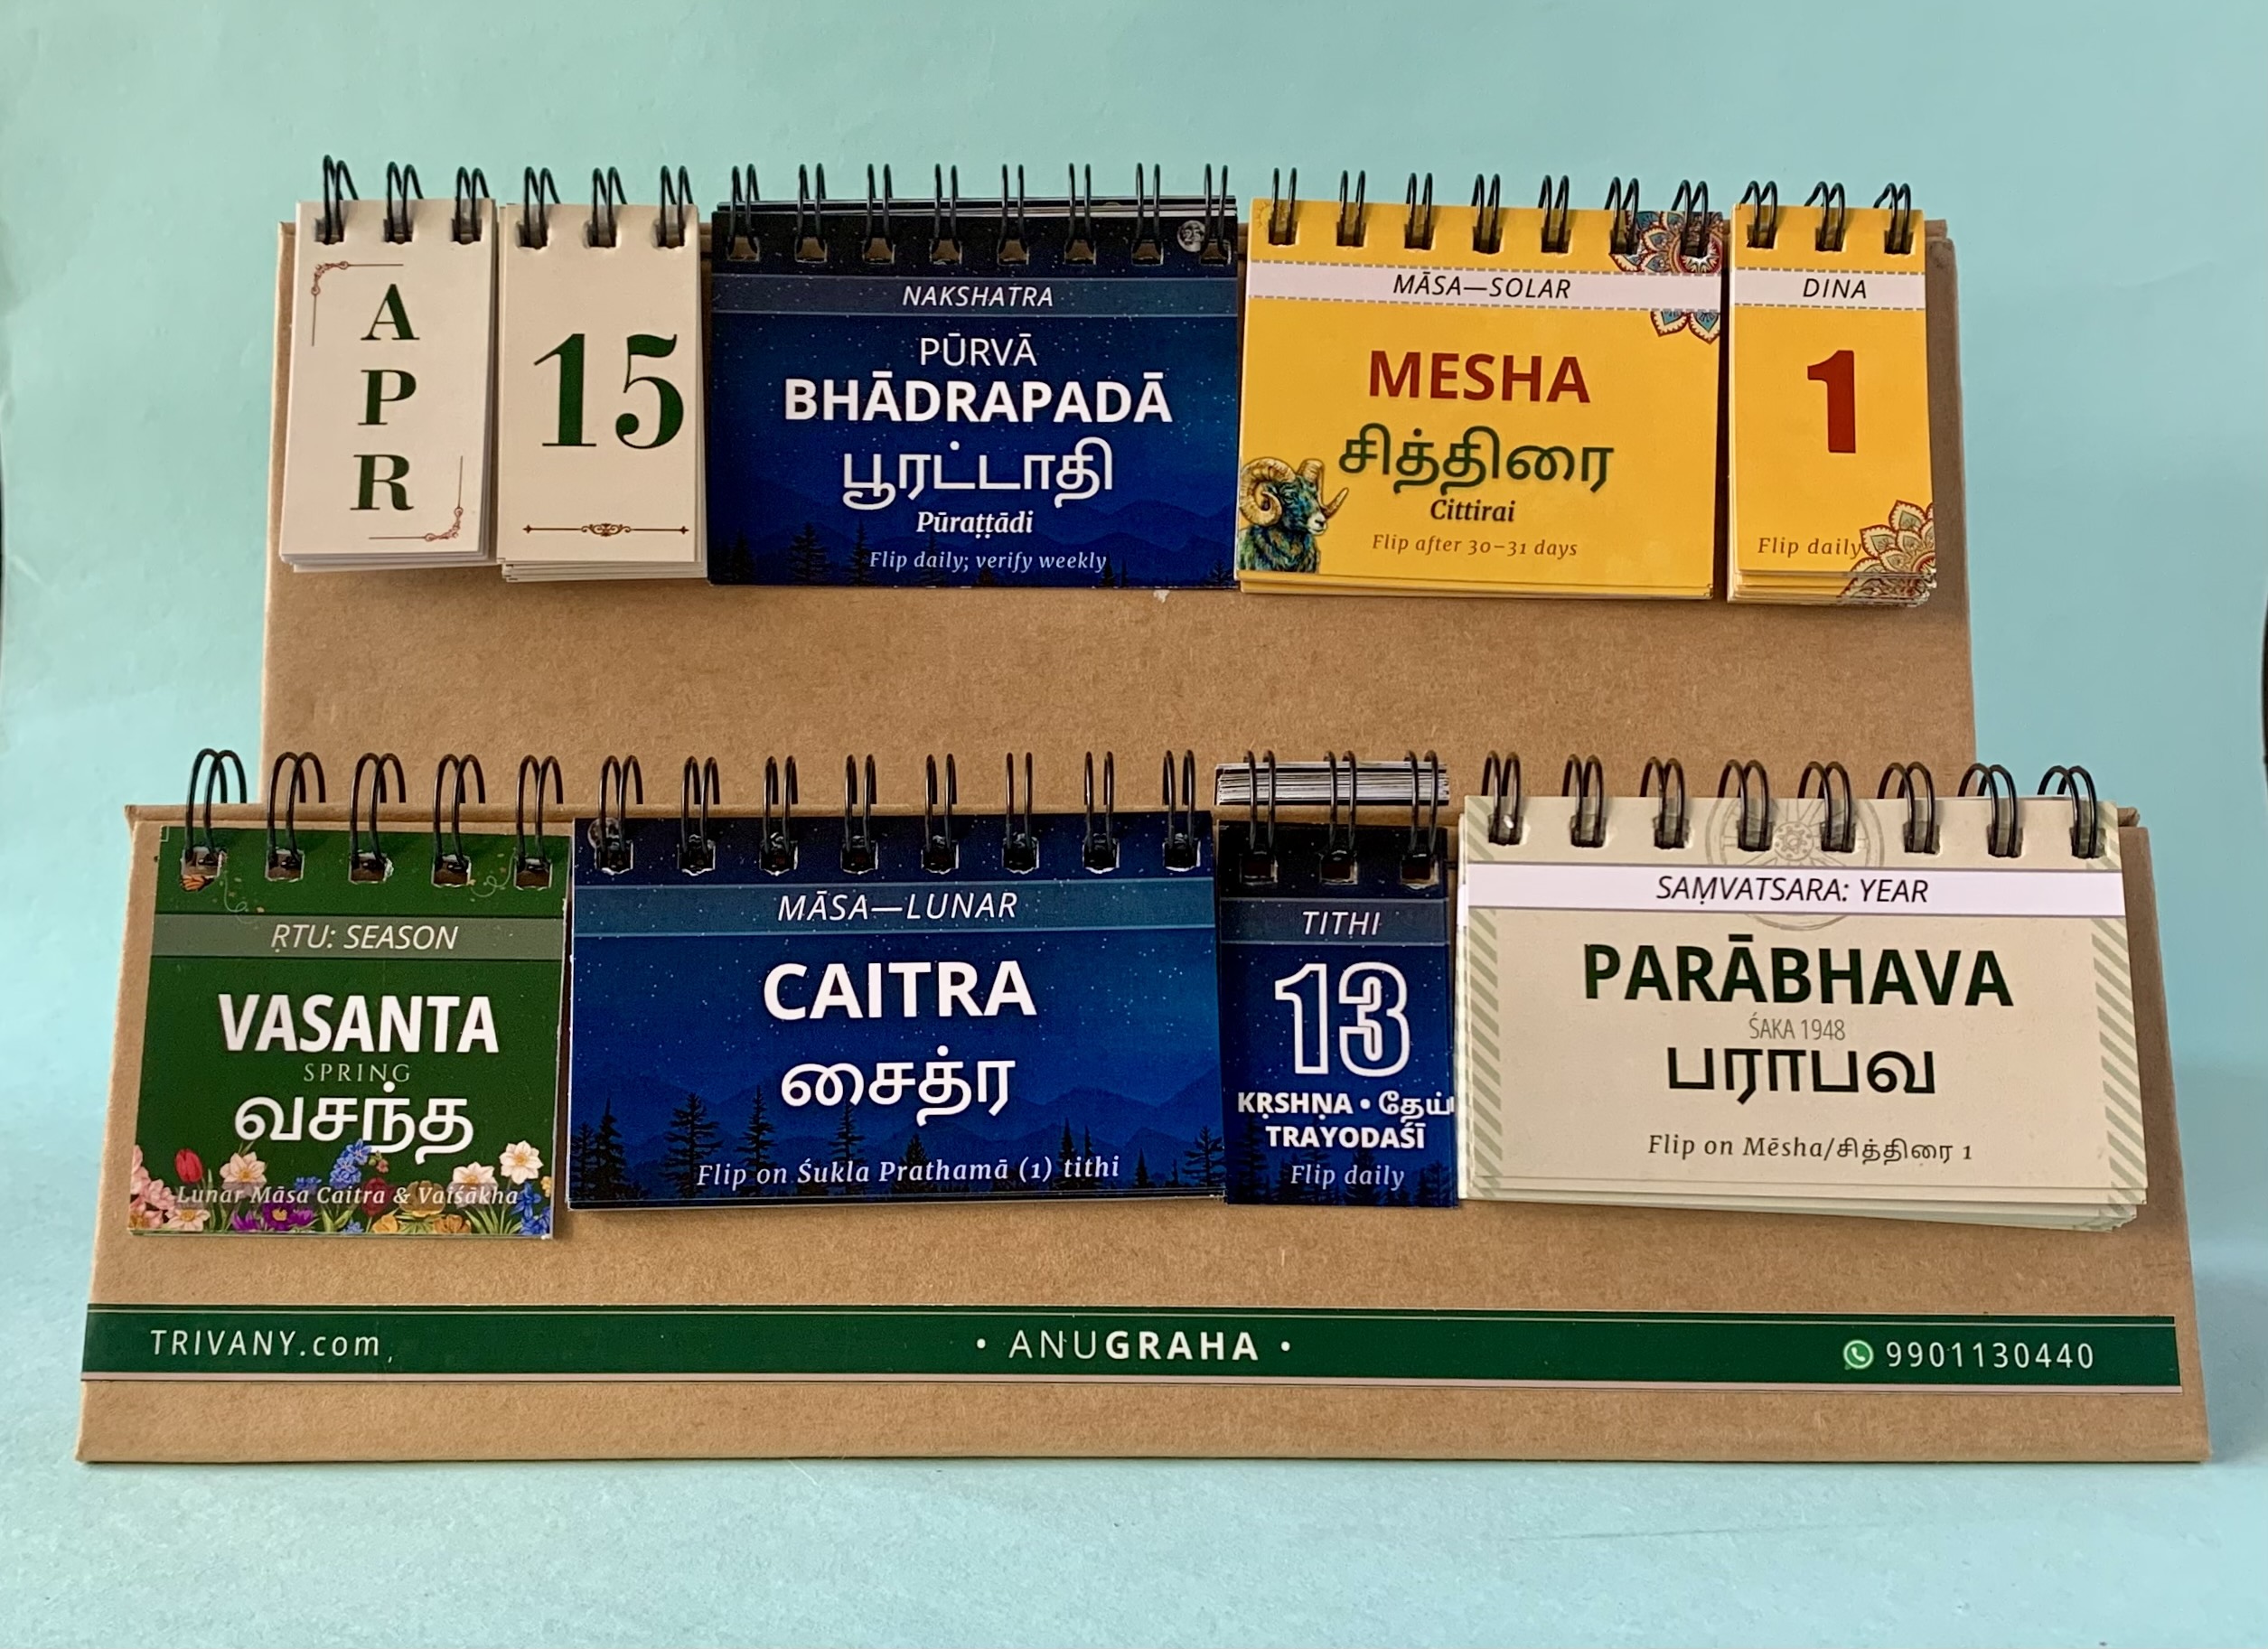 A
P
R
15
NAKSHATRA
PŪRVĀ
BHĀDRAPADĀ
பூரட்டாதி
Pūraṭṭādi
Flip daily; verify weekly
MĀSA—SOLAR
MESHA
சித்திரை
Cittirai
Flip after 30–31 days
DINA
1
Flip daily
ṚTU: SEASON
VASANTA
SPRING
வசந்த
Lunar Māsa Caitra & Vaiśākha
MĀSA—LUNAR
CAITRA
சைத்ர
Flip on Śukla Prathamā (1) tithi
TITHI
13
KṚSHṆA • தேய்
TRAYODAŚĪ
Flip daily
SAṂVATSARA: YEAR
PARĀBHAVA
ŚAKA 1948
பராபவ
Flip on Mēsha/சித்திரை 1
TRIVANY.com
• ANUGRAHA •
9901130440